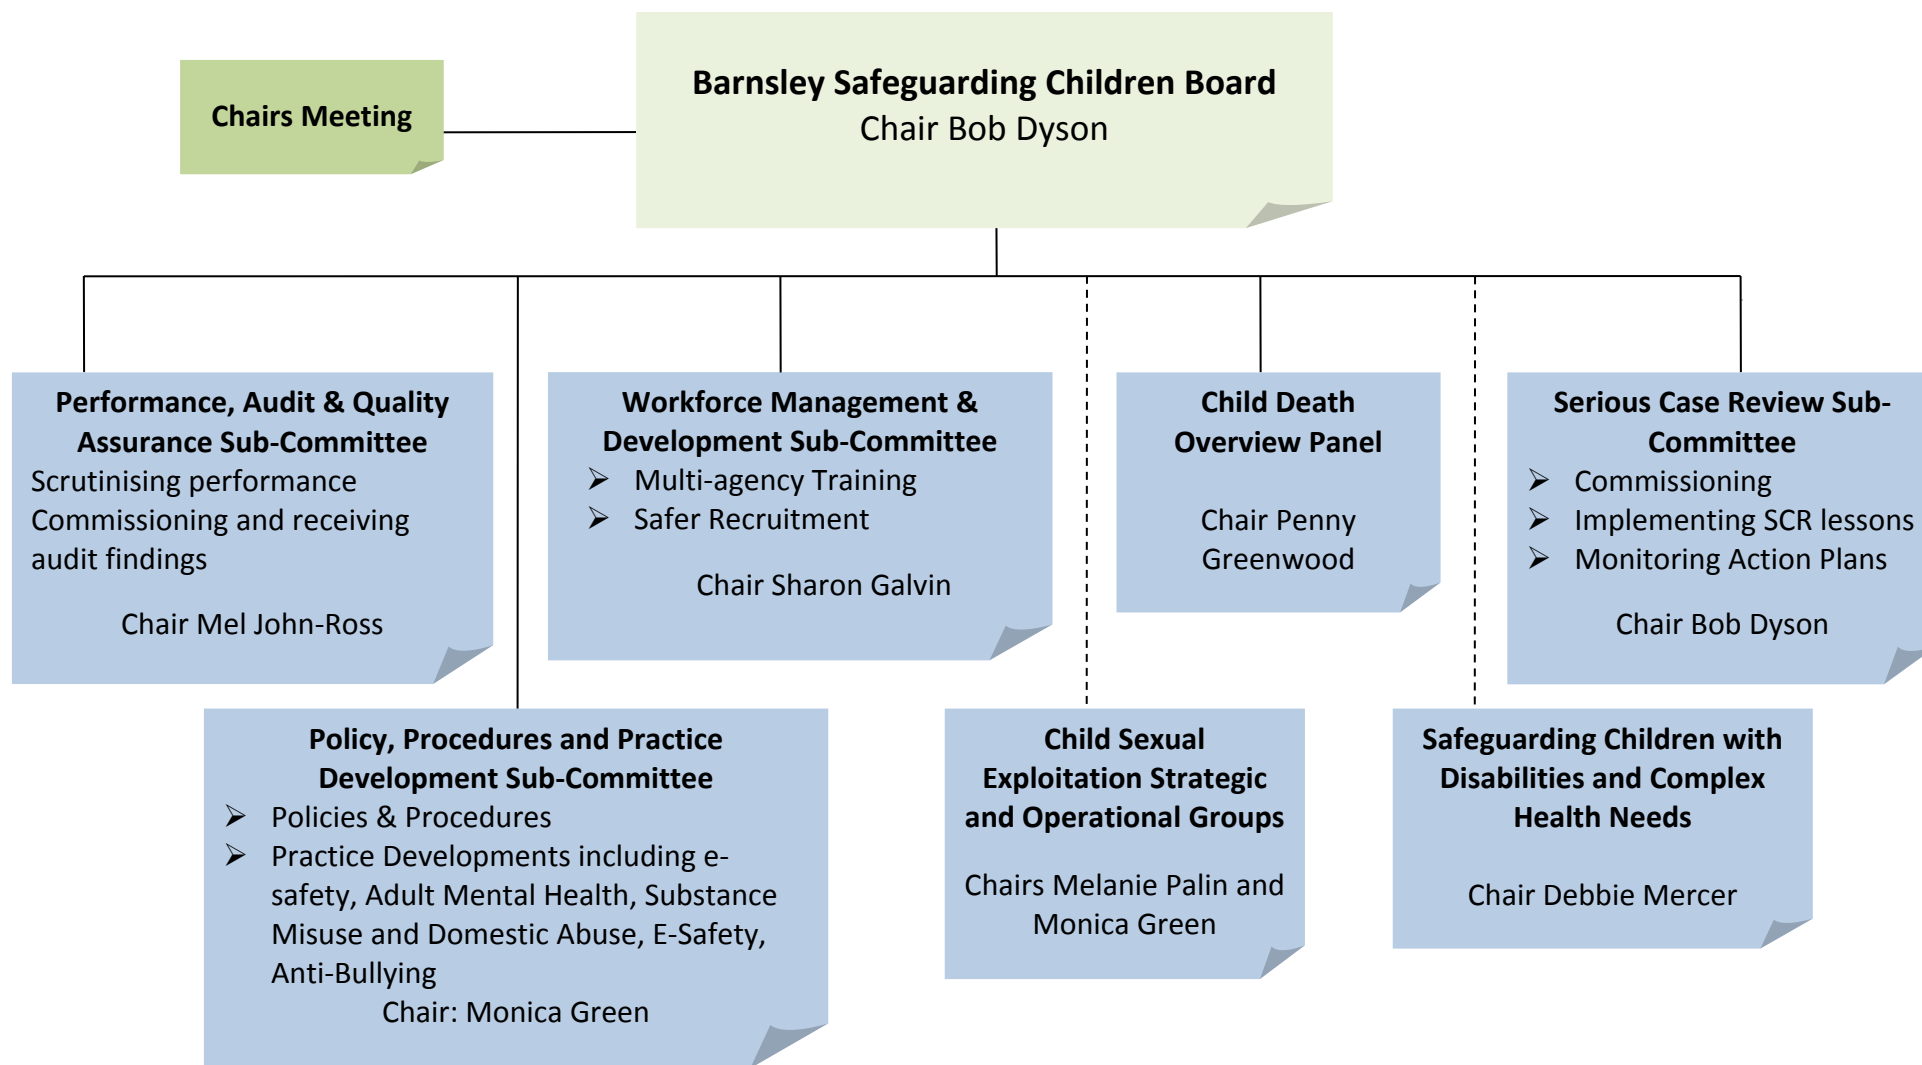 Chairs Meeting
Barnsley Safeguarding Children Board
Chair Bob Dyson
Performance, Audit & Quality
Assurance Sub-Committee
Scrutinising performance
Commissioning and receiving
audit findings
Chair Mel John-Ross
Workforce Management &
Development Sub-Committee
➢ Multi-agency Training
➢ Safer Recruitment
Chair Sharon Galvin
Child Death
Overview Panel
Chair Penny
Greenwood
Serious Case Review Sub-
Committee
➢ Commissioning
➢ Implementing SCR lessons
➢ Monitoring Action Plans
Chair Bob Dyson
Policy, Procedures and Practice
Development Sub-Committee
➢ Policies & Procedures
➢ Practice Developments including e-
safety, Adult Mental Health, Substance
Misuse and Domestic Abuse, E-Safety,
Anti-Bullying
Chair: Monica Green
Child Sexual
Exploitation Strategic
and Operational Groups
Chairs Melanie Palin and
Monica Green
Safeguarding Children with
Disabilities and Complex
Health Needs
Chair Debbie Mercer